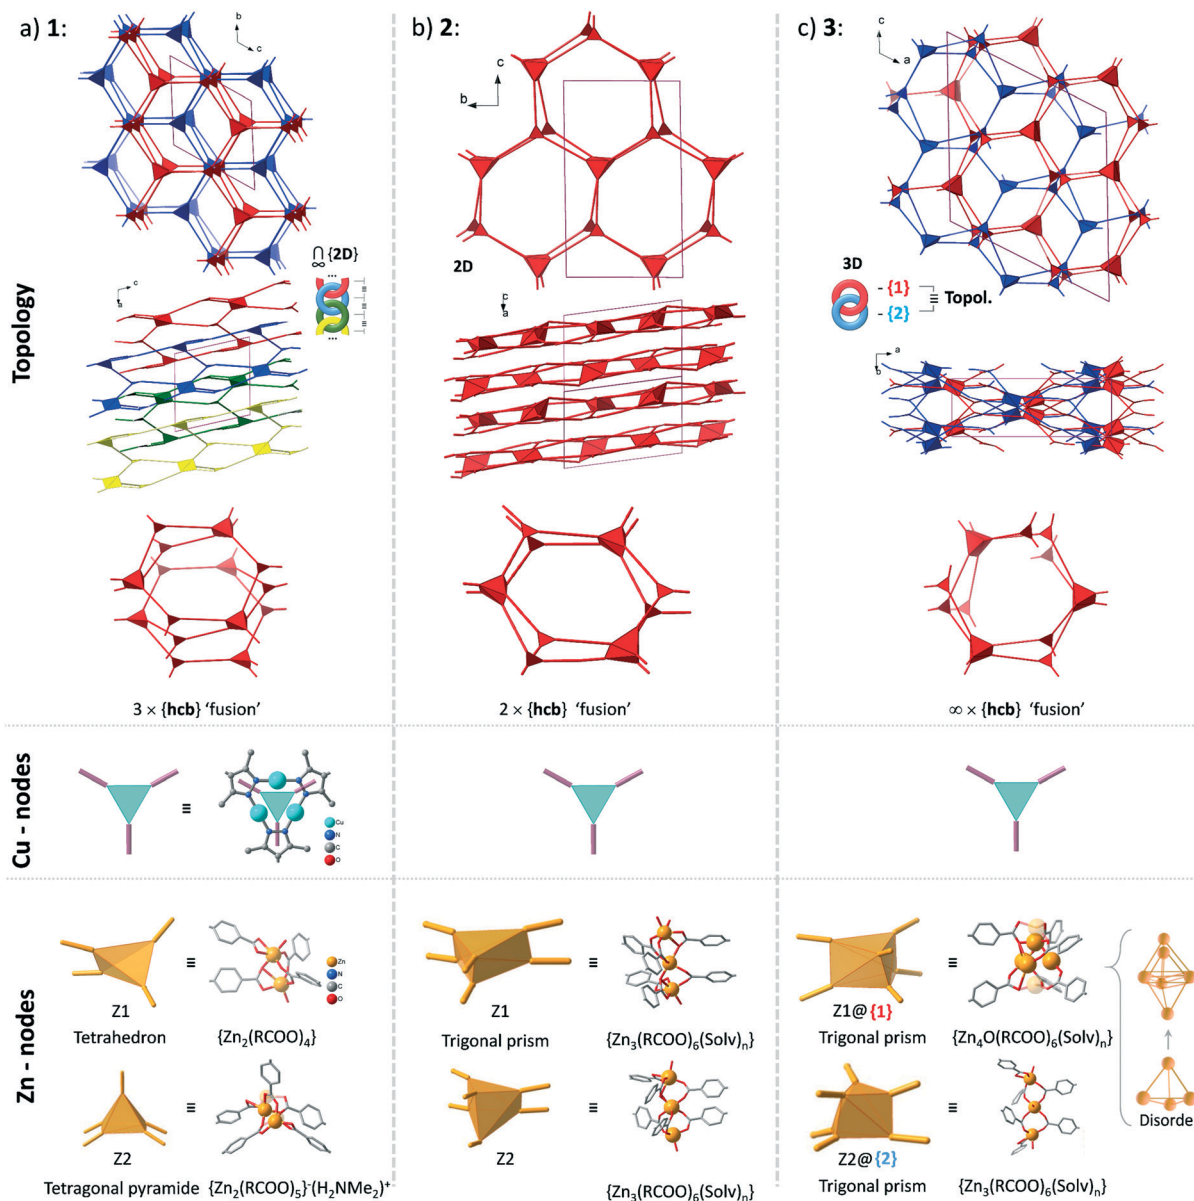 a) 1:
b) 2:
c) 3:
b
c
c
b
c
a
Topology
∩
∞ {2D}
...
≡
≡
≡
...
2D
3D
- {1}
≡ Topol.
- {2}
c
a
c
a
a
b
3 × {hcb} 'fusion'
2 × {hcb} 'fusion'
∞ × {hcb} 'fusion'
Cu - nodes
≡
Cu
N
C
O
Zn - nodes
≡
Zn
N
C
O
≡
≡
Z1
Z1
Z1@{1}
Tetrahedron
{Zn2(RCOO)4}
Trigonal prism
{Zn3(RCOO)6(Solv)n}
Trigonal prism
{Zn4O(RCOO)6(Solv)n}
≡
≡
≡
Disorde
Z2
Z2
Z2@{2}
Tetragonal pyramide
{Zn2(RCOO)5}-(H2NMe2)+
{Zn3(RCOO)6(Solv)n}
Trigonal prism
{Zn3(RCOO)6(Solv)n}